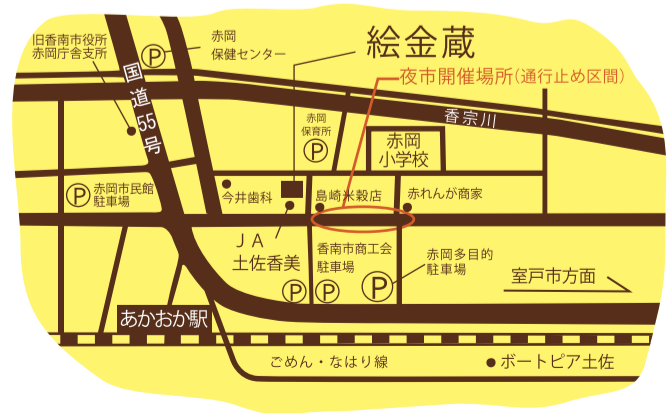 旧香南市役所
赤岡庁舎支所
P
赤岡
保健センター
絵金蔵
夜市開催場所(通行止め区間)
国道55号
香宗川
赤岡
保育所
P
赤岡
小学校
P
赤岡市民館
駐車場
今井歯科
島崎米穀店
赤れんが商家
JA
土佐香美
香南市商工会
駐車場
P
P
P
赤岡多目的
駐車場
室戸市方面
あかおか駅
ごめん・なはり線
ボートピア土佐